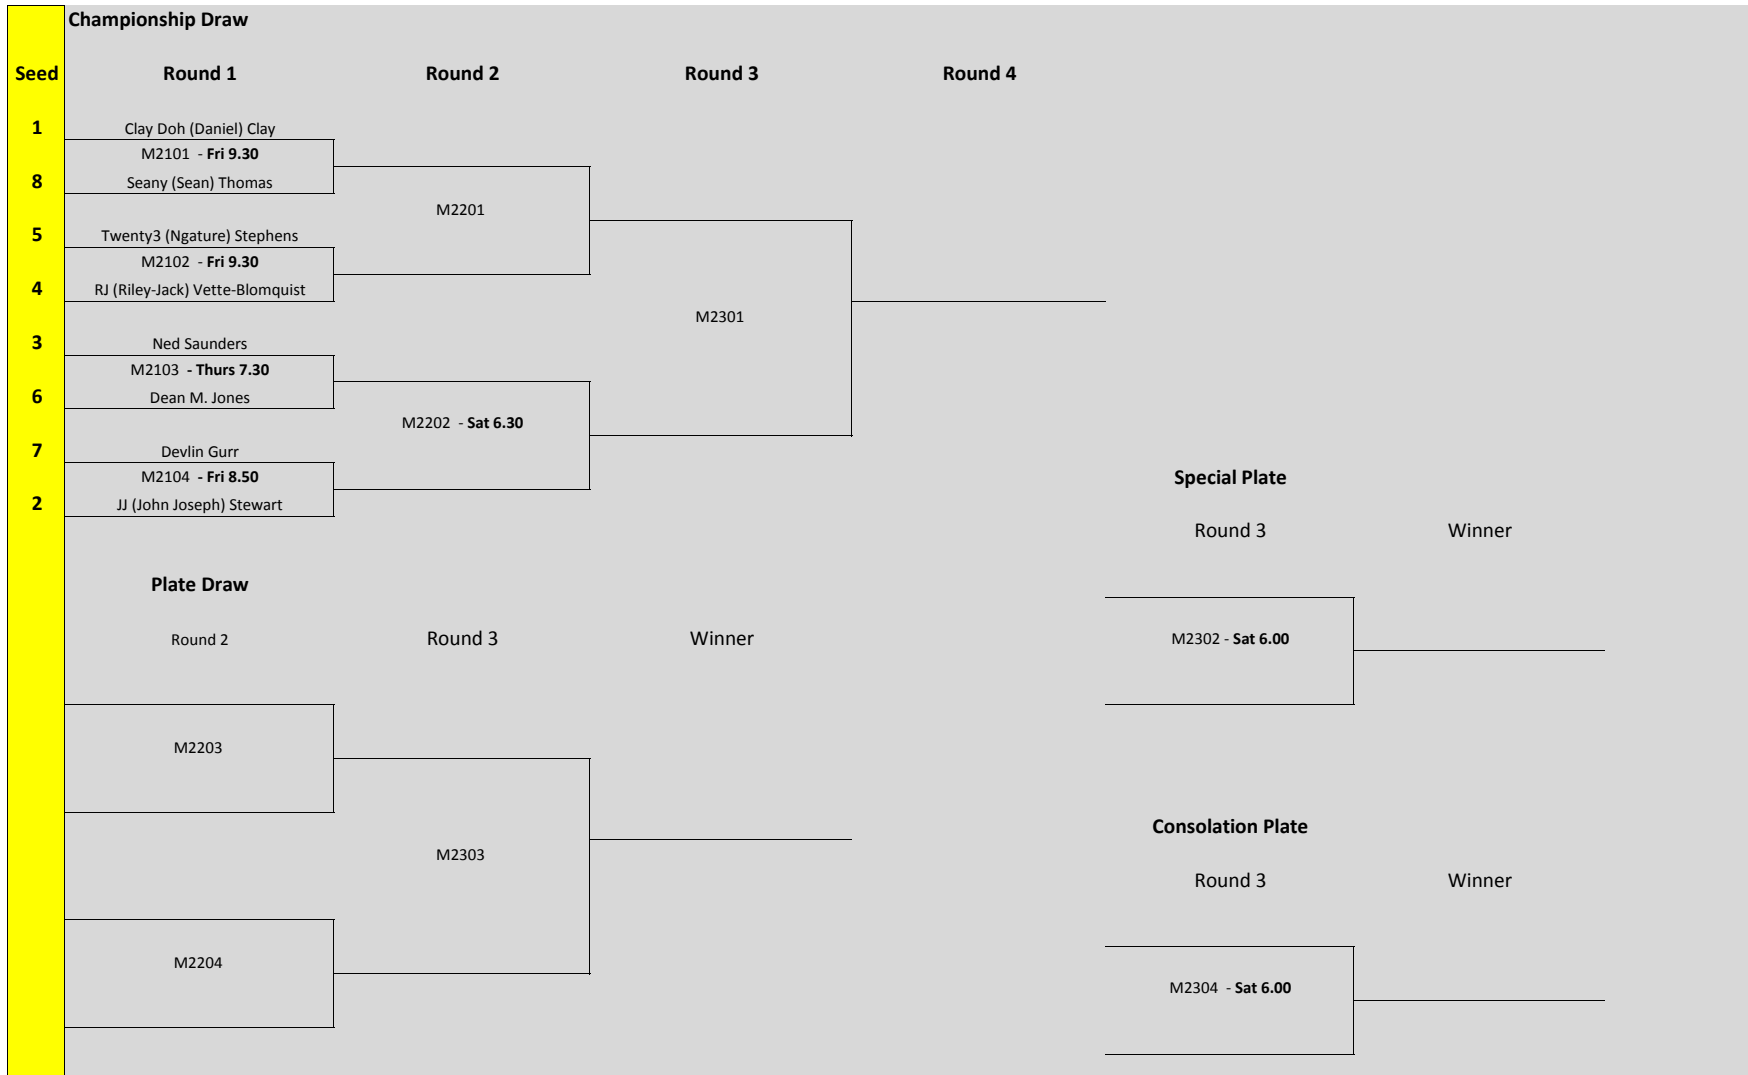 Championship Draw
Seed Round 1 Round 2 Round 3 Round 4
1 Clay Doh (Daniel) Clay
M2101 - Fri 9.30
8 Seany (Sean) Thomas
M2201
5 Twenty3 (Ngature) Stephens
M2102 - Fri 9.30
4 RJ (Riley-Jack) Vette-Blomquist
M2301
3 Ned Saunders
M2103 - Thurs 7.30
6 Dean M. Jones
M2202 - Sat 6.30
7 Devlin Gurr
M2104 - Fri 8.50
2 JJ (John Joseph) Stewart
Special Plate
Round 3 Winner
M2302 - Sat 6.00
Plate Draw
Round 2 Round 3 Winner
M2203
M2303
M2204
Consolation Plate
Round 3 Winner
M2304 - Sat 6.00